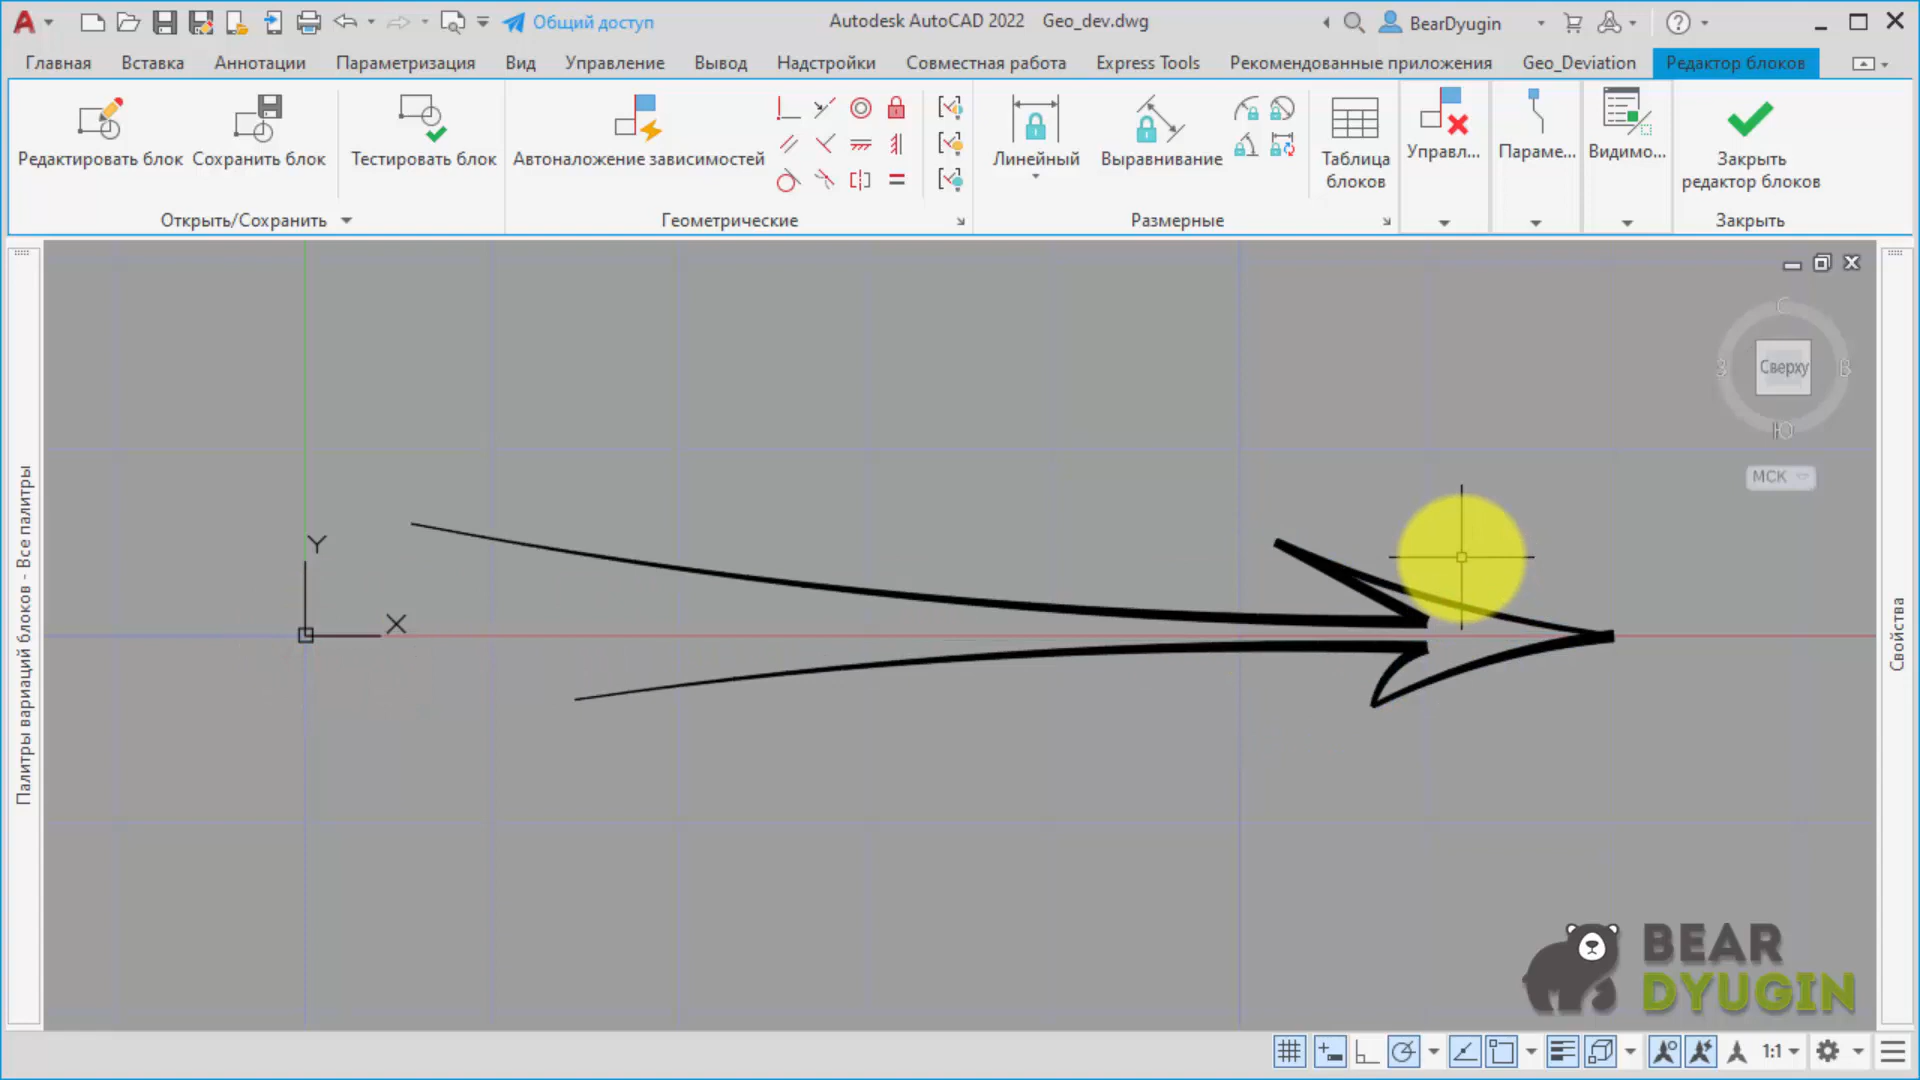 Общий доступ
Autodesk AutoCAD 2022 Geo_dev.dwg
BearDyugin
Главная Вставка Аннотации Параметризация Вид Управление Вывод Надстройки Совместная работа Express Tools Рекомендованные приложения Geo_Deviation Редактор блоков
Редактировать блок Сохранить блок Тестировать блок Автоналожение зависимостей Линейный Выравнивание Таблица блоков Управл... Параме... Видимо... Закрыть редактор блоков
Открыть/Сохранить Геометрические Размерные Закрыть
Палитры вариаций блоков - Все палитры
Свойства
С
З Сверху В
Ю
МСК
Y
X
BEAR
DYUGIN
1:1